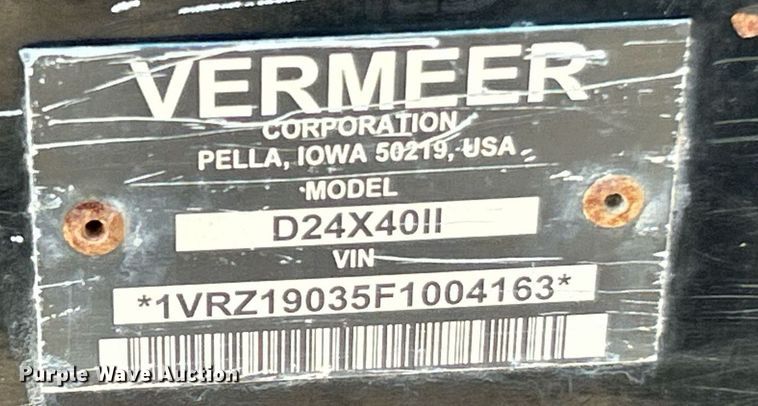 VERMEER
CORPORATION
PELLA, IOWA 50219, USA
MODEL
D24X40II
VIN
*1VRZ19035F1004163*
Purple Wave Auction